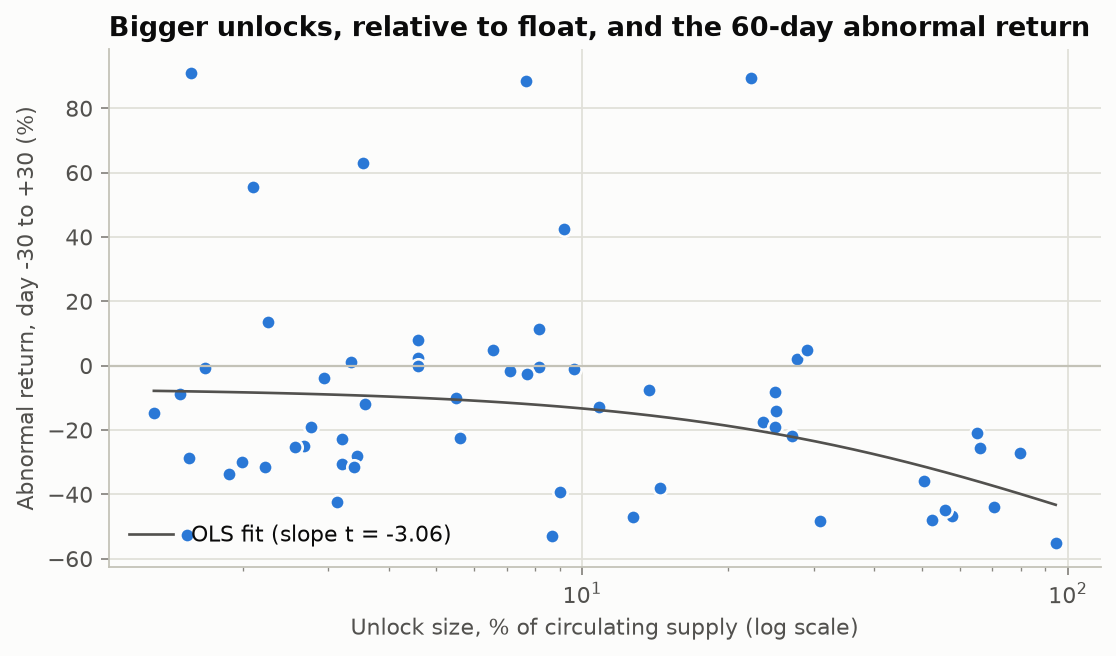 Bigger unlocks, relative to float, and the 60-day abnormal return
Abnormal return, day -30 to +30 (%)
80
60
40
20
0
−20
−40
−60
OLS fit (slope t = -3.06)
10¹
10²
Unlock size, % of circulating supply (log scale)